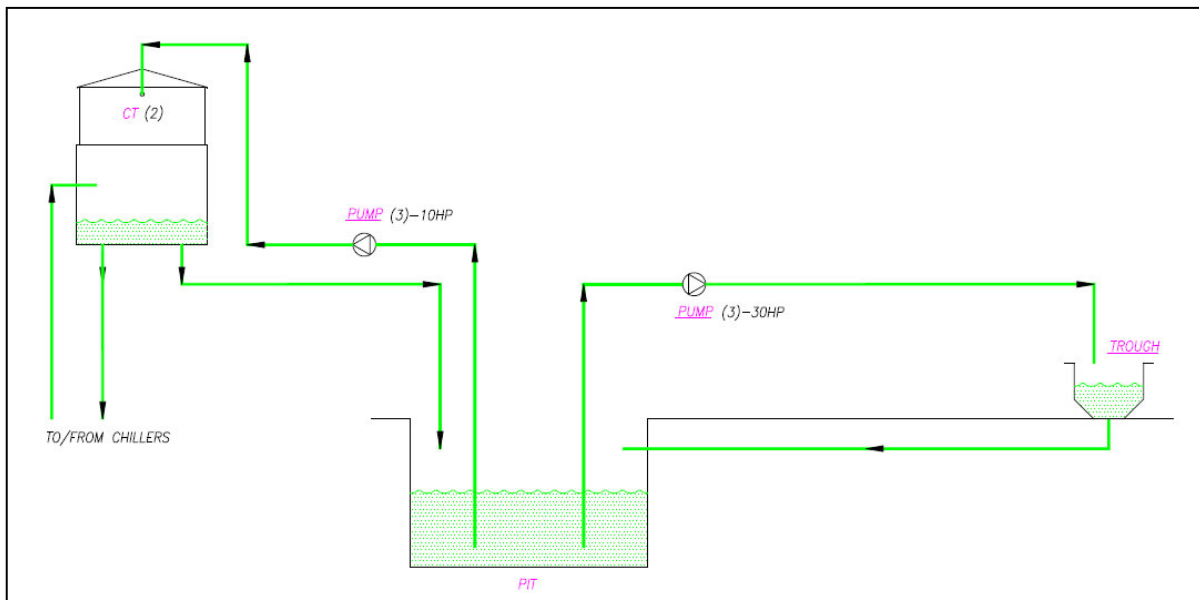 CT (2)
PUMP (3)-10HP
PUMP (3)-30HP
TROUGH
TO/FROM CHILLERS
PIT